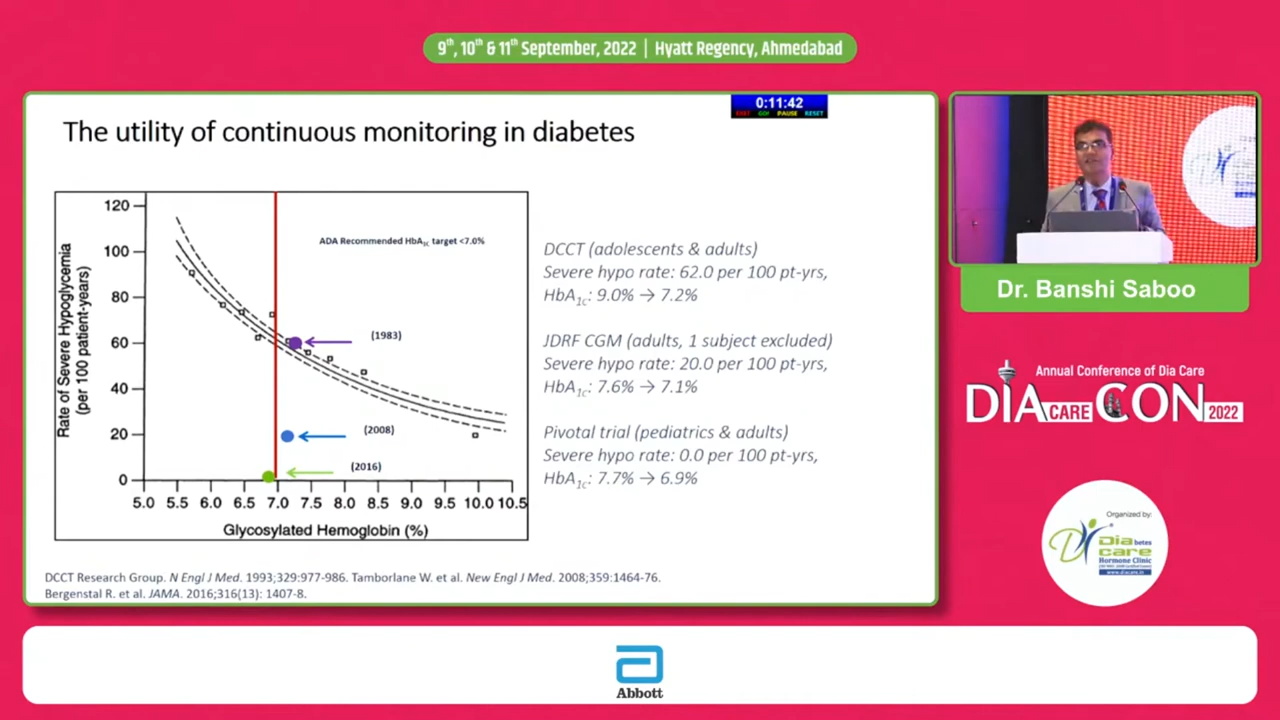 9th, 10th & 11th September, 2022 | Hyatt Regency, Ahmedabad
0:11:42
EXIT GO! PAUSE RESET
The utility of continuous monitoring in diabetes
Rate of Severe Hypoglycemia
(per 100 patient-years)
120
100
80
60
40
20
0
ADA Recommended HbA1c target <7.0%
(1983)
(2008)
(2016)
5.0 5.5 6.0 6.5 7.0 7.5 8.0 8.5 9.0 9.5 10.0 10.5
Glycosylated Hemoglobin (%)
DCCT (adolescents & adults)
Severe hypo rate: 62.0 per 100 pt-yrs,
HbA1c: 9.0% → 7.2%
JDRF CGM (adults, 1 subject excluded)
Severe hypo rate: 20.0 per 100 pt-yrs,
HbA1c: 7.6% → 7.1%
Pivotal trial (pediatrics & adults)
Severe hypo rate: 0.0 per 100 pt-yrs,
HbA1c: 7.7% → 6.9%
DCCT Research Group. N Engl J Med. 1993;329:977-986. Tamborlane W. et al. New Engl J Med. 2008;359:1464-76.
Bergenstal R. et al. JAMA. 2016;316(13): 1407-8.
Dr. Banshi Saboo
Annual Conference of Dia Care
DIA CARE CON 2022
Organized by:
Diabetes
care
Hormone Clinic
www.diacare.in
Abbott